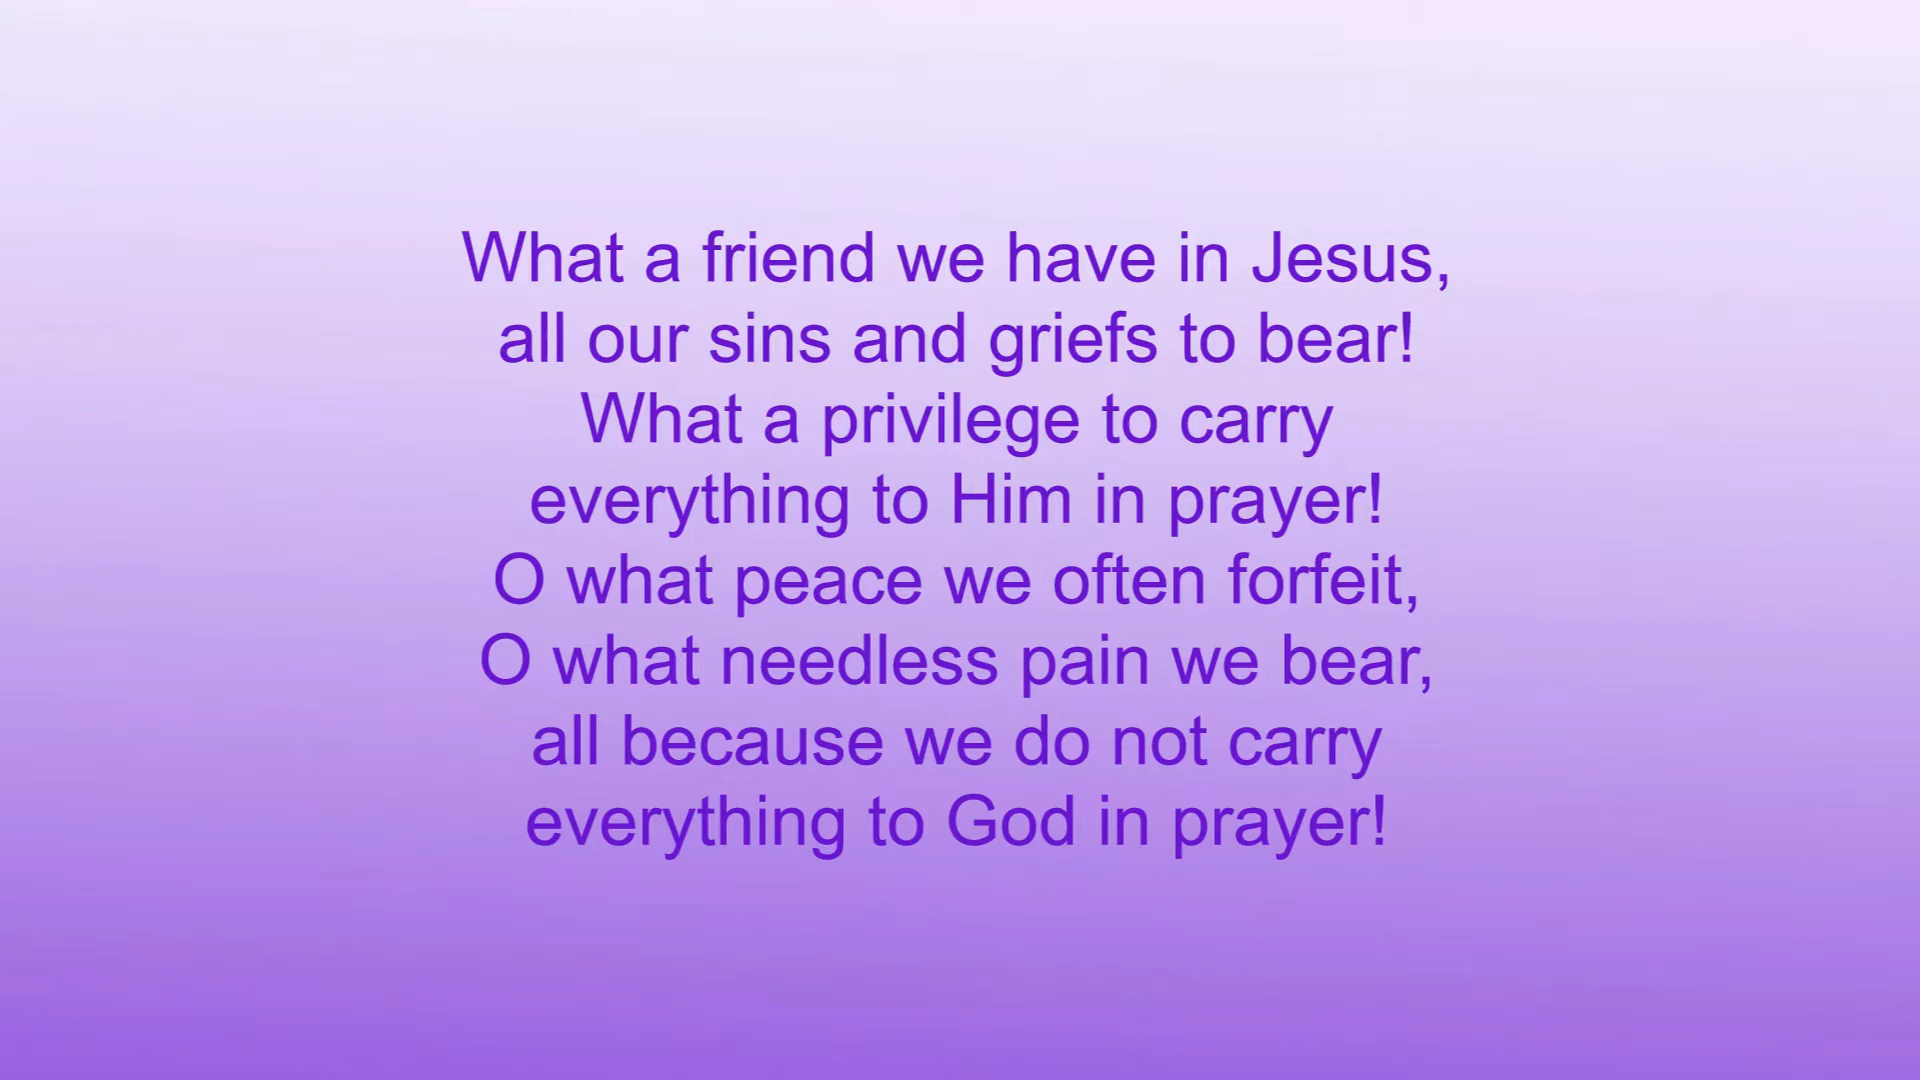 What a friend we have in Jesus,
all our sins and griefs to bear!
What a privilege to carry
everything to Him in prayer!
O what peace we often forfeit,
O what needless pain we bear,
all because we do not carry
everything to God in prayer!